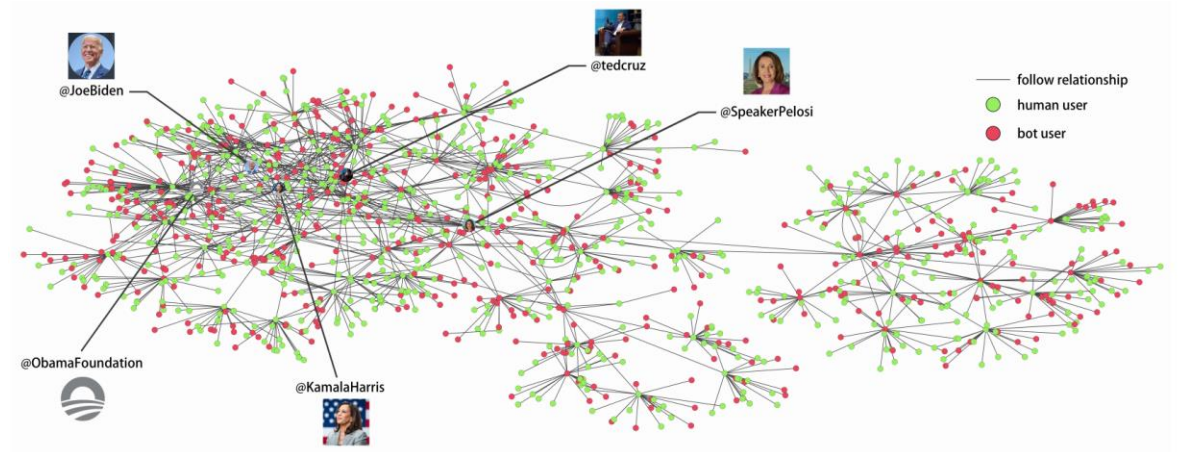 @JoeBiden
@tedcruz
@SpeakerPelosi
follow relationship
human user
bot user
@ObamaFoundation
@KamalaHarris